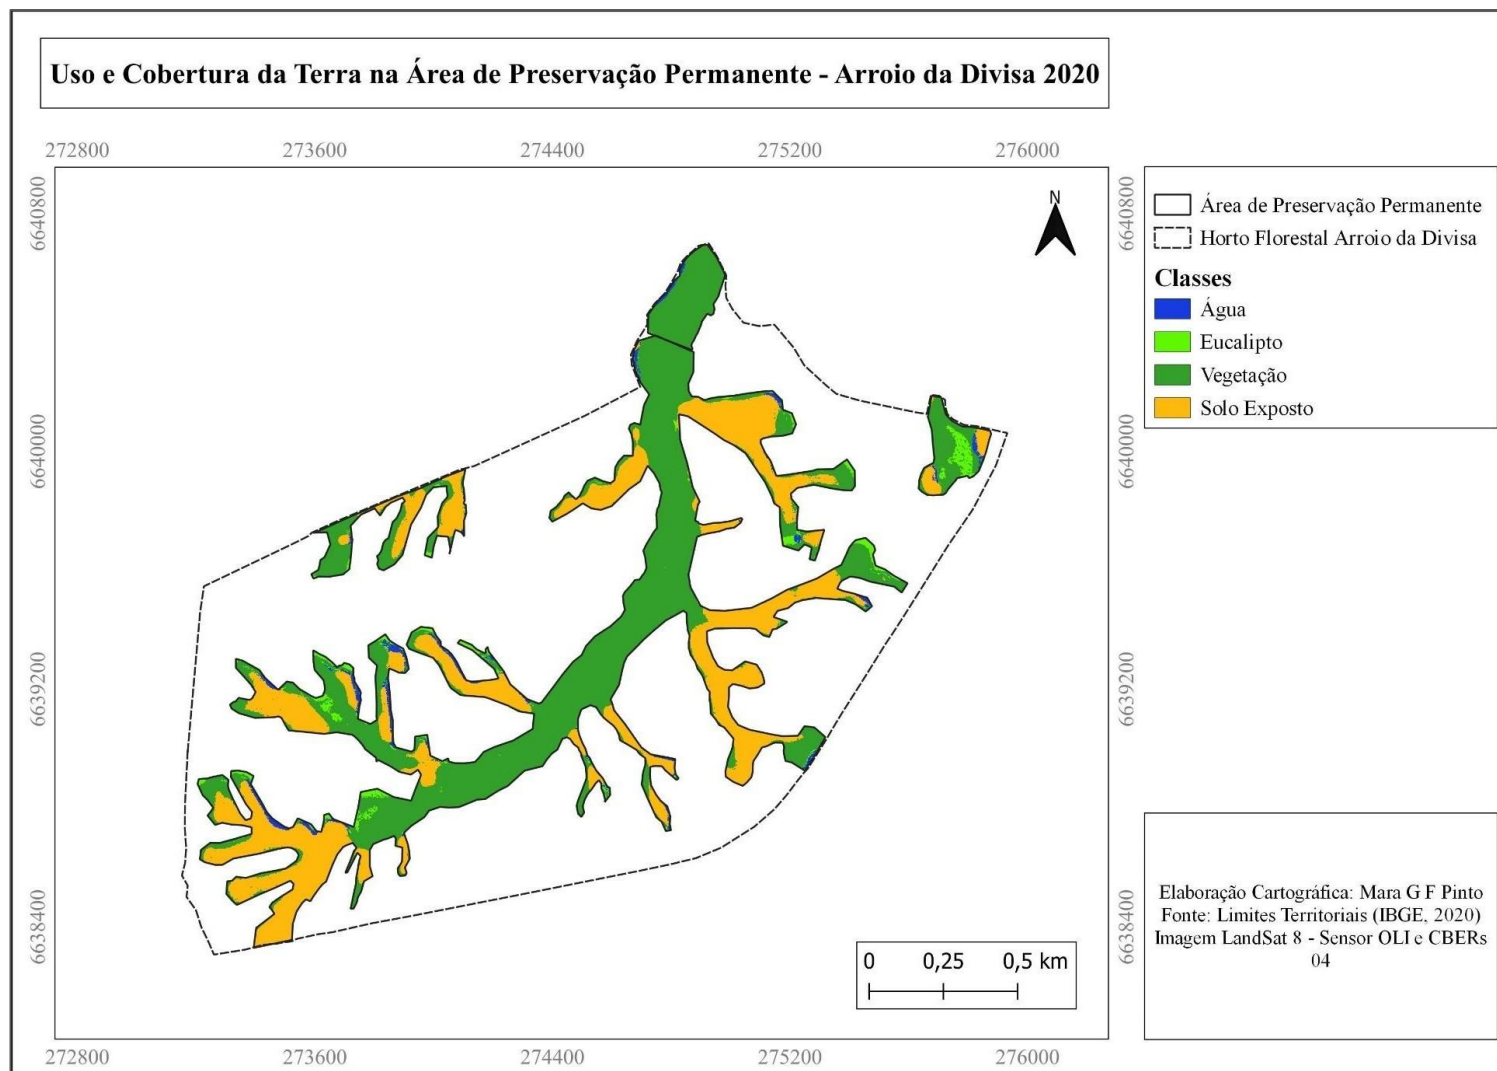 Uso e Cobertura da Terra na Área de Preservação Permanente - Arroio da Divisa 2020
272800 273600 274400 275200 276000
6640800
6640000
6639200
6638400
N
6640800
6640000
6639200
6638400
Área de Preservação Permanente
Horto Florestal Arroio da Divisa
Classes
Água
Eucalipto
Vegetação
Solo Exposto
0 0,25 0,5 km
272800 273600 274400 275200 276000
Elaboração Cartográfica: Mara G F Pinto
Fonte: Limites Territoriais (IBGE, 2020)
Imagem LandSat 8 - Sensor OLI e CBERs
04